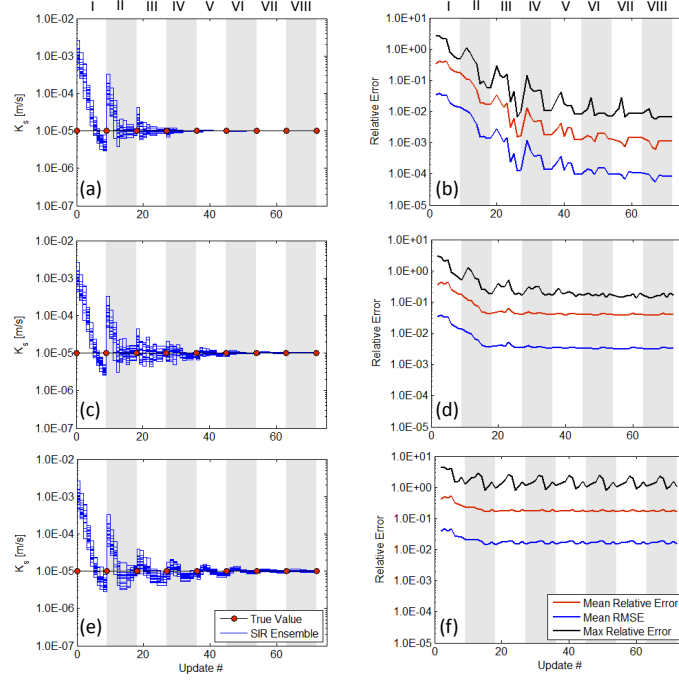 I II III IV V VI VII VIII
I II III IV V VI VII VIII
1.0E-02
1.0E-03
1.0E-04
1.0E-05
1.0E-06
1.0E-07
K_s [m/s]
(a)
0 20 40 60
1.0E+01
1.0E+00
1.0E-01
1.0E-02
1.0E-03
1.0E-04
1.0E-05
Relative Error
(b)
0 20 40 60
1.0E-02
1.0E-03
1.0E-04
1.0E-05
1.0E-06
1.0E-07
K_s [m/s]
(c)
0 20 40 60
1.0E+01
1.0E+00
1.0E-01
1.0E-02
1.0E-03
1.0E-04
1.0E-05
Relative Error
(d)
0 20 40 60
1.0E-02
1.0E-03
1.0E-04
1.0E-05
1.0E-06
1.0E-07
K_s [m/s]
(e)
True Value
SIR Ensemble
0 20 40 60
Update #
1.0E+01
1.0E+00
1.0E-01
1.0E-02
1.0E-03
1.0E-04
1.0E-05
Relative Error
(f)
Mean Relative Error
Mean RMSE
Max Relative Error
0 20 40 60
Update #